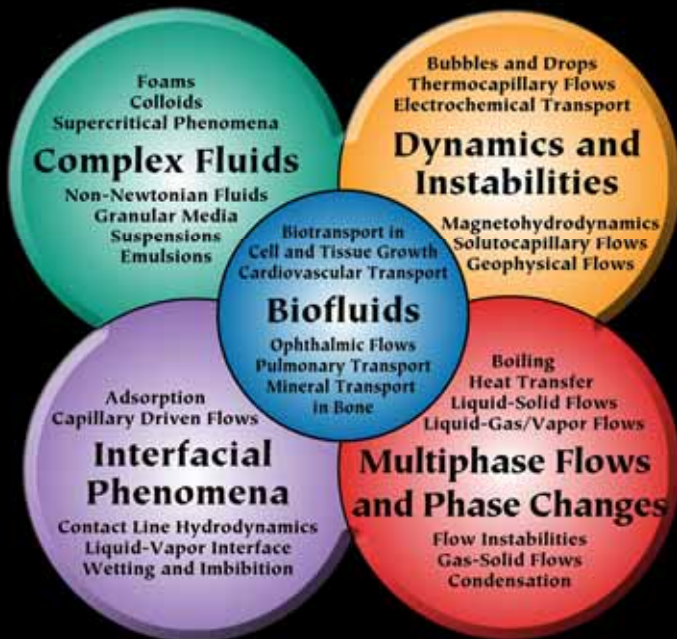 Foams
Colloids
Supercritical Phenomena
Complex Fluids
Non-Newtonian Fluids
Granular Media
Suspensions
Emulsions
Bubbles and Drops
Thermocapillary Flows
Electrochemical Transport
Dynamics and
Instabilities
Magnetohydrodynamics
Solutocapillary Flows
Geophysical Flows
Biotransport in
Cell and Tissue Growth
Cardiovascular Transport
Biofluids
Ophthalmic Flows
Pulmonary Transport
Mineral Transport
in Bone
Adsorption
Capillary Driven Flows
Interfacial
Phenomena
Contact Line Hydrodynamics
Liquid-Vapor Interface
Wetting and Imbibition
Boiling
Heat Transfer
Liquid-Solid Flows
Liquid-Gas/Vapor Flows
Multiphase Flows
and Phase Changes
Flow Instabilities
Gas-Solid Flows
Condensation